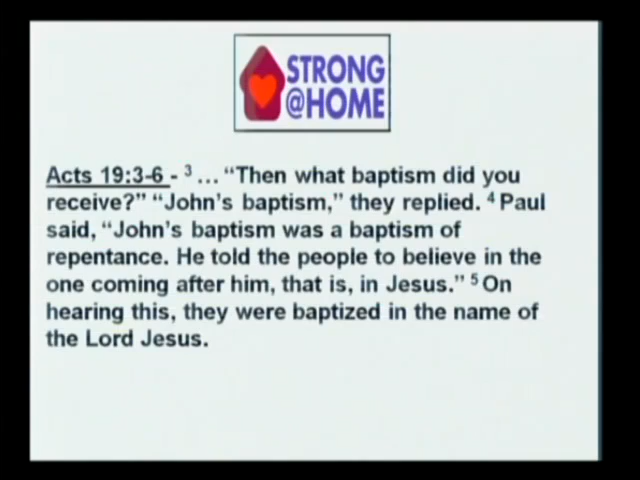 STRONG
@HOME
Acts 19:3-6 - 3 ... “Then what baptism did you
receive?” “John’s baptism,” they replied. 4 Paul
said, “John’s baptism was a baptism of
repentance. He told the people to believe in the
one coming after him, that is, in Jesus.” 5 On
hearing this, they were baptized in the name of
the Lord Jesus.